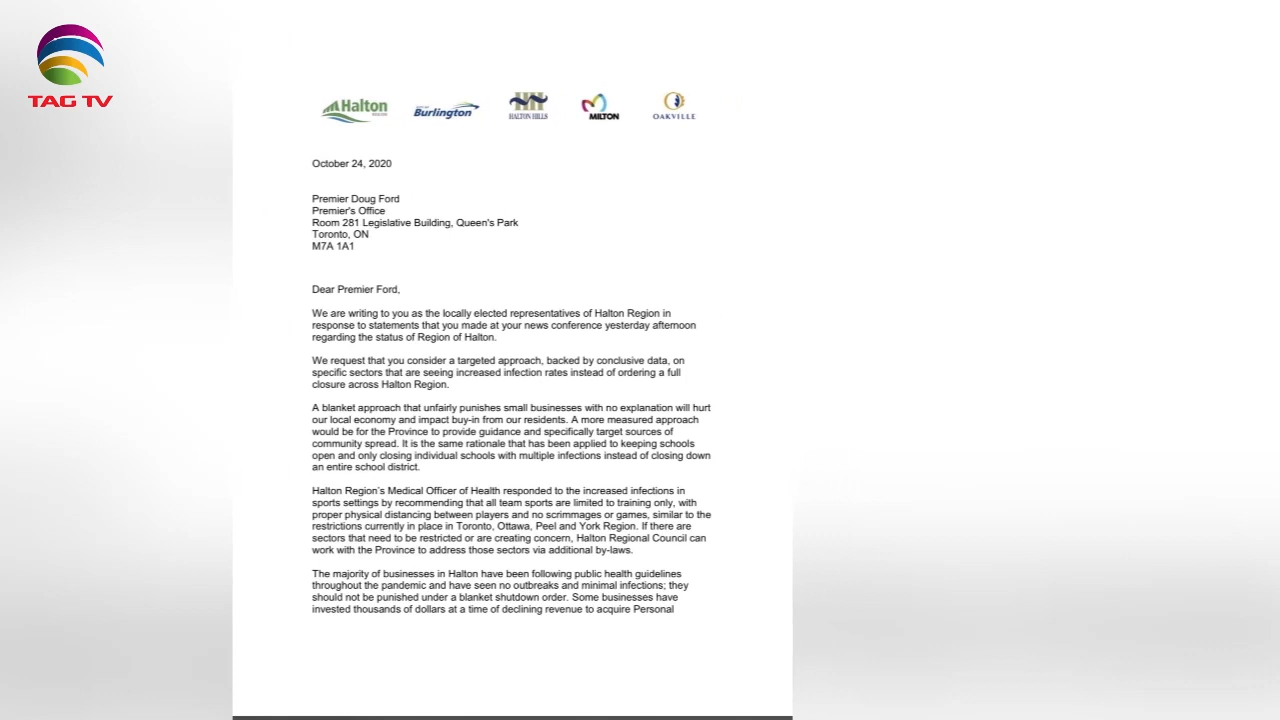 TAG TV
Halton
REGION
Burlington
HALTON HILLS
MILTON
OAKVILLE
October 24, 2020
Premier Doug Ford
Premier's Office
Room 281 Legislative Building, Queen's Park
Toronto, ON
M7A 1A1
Dear Premier Ford,
We are writing to you as the locally elected representatives of Halton Region in
response to statements that you made at your news conference yesterday afternoon
regarding the status of Region of Halton.
We request that you consider a targeted approach, backed by conclusive data, on
specific sectors that are seeing increased infection rates instead of ordering a full
closure across Halton Region.
A blanket approach that unfairly punishes small businesses with no explanation will hurt
our local economy and impact buy-in from our residents. A more measured approach
would be for the Province to provide guidance and specifically target sources of
community spread. It is the same rationale that has been applied to keeping schools
open and only closing individual schools with multiple infections instead of closing down
an entire school district.
Halton Region's Medical Officer of Health responded to the increased infections in
sports settings by recommending that all team sports are limited to training only, with
proper physical distancing between players and no scrimmages or games, similar to the
restrictions currently in place in Toronto, Ottawa, Peel and York Region. If there are
sectors that need to be restricted or are creating concern, Halton Regional Council can
work with the Province to address those sectors via additional by-laws.
The majority of businesses in Halton have been following public health guidelines
throughout the pandemic and have seen no outbreaks and minimal infections; they
should not be punished under a blanket shutdown order. Some businesses have
invested thousands of dollars at a time of declining revenue to acquire Personal